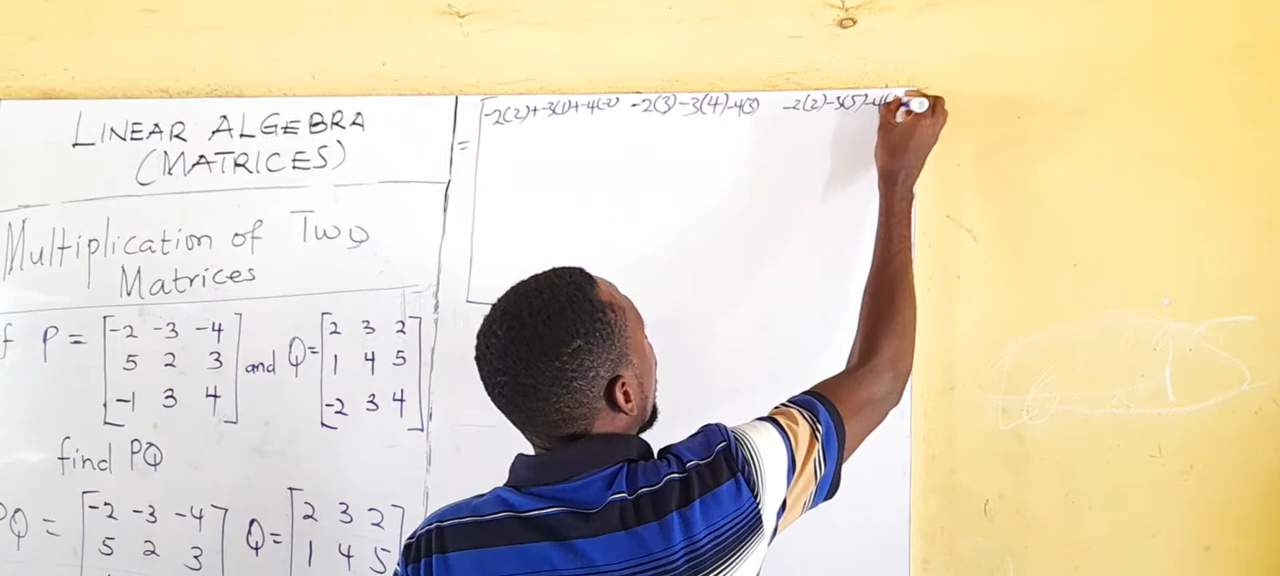 LINEAR ALGEBRA
(MATRICES)
Multiplication of Two
Matrices
f P = [-2 -3 -4
5 2 3
-1 3 4] and Q = [2 3 2
1 4 5
-2 3 4]
find PQ
PQ = [-2 -3 -4
5 2 3
Q = [2 3 2
1 4 5
= [-2(2)+-3(1)+-4(-2) -2(3)-3(4)-4(3) -2(2)-3(5)-4(